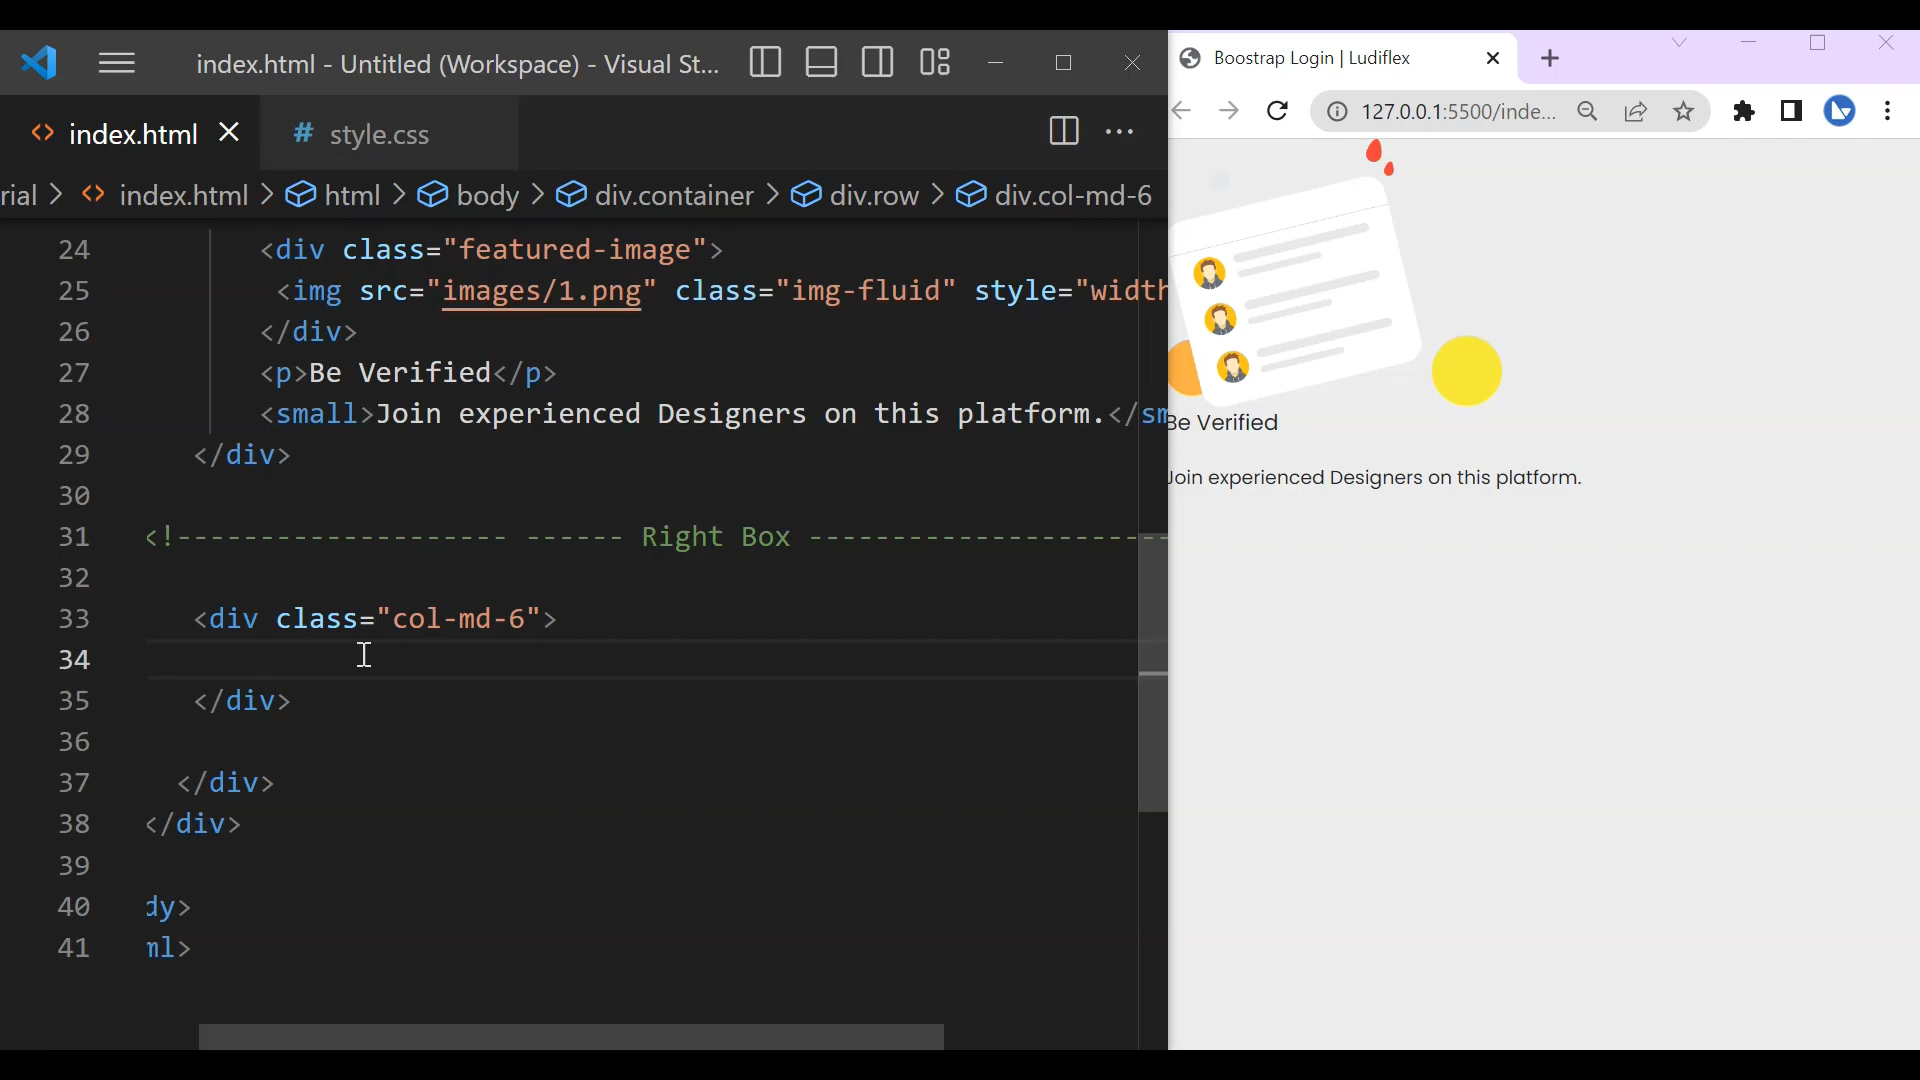 index.html - Untitled (Workspace) - Visual St...
index.html
# style.css
rial > index.html > html > body > div.container > div.row > div.col-md-6
24 <div class="featured-image">
25 <img src="images/1.png" class="img-fluid" style="width
26 </div>
27 <p>Be Verified</p>
28 <small>Join experienced Designers on this platform.</sm
29 </div>
30
31 <!-------------------- ------ Right Box ----------------------
32
33 <div class="col-md-6">
34
35 </div>
36
37 </div>
38 </div>
39
40 dy>
41 ml>
Boostrap Login | Ludiflex
127.0.0.1:5500/inde...
Be Verified
Join experienced Designers on this platform.